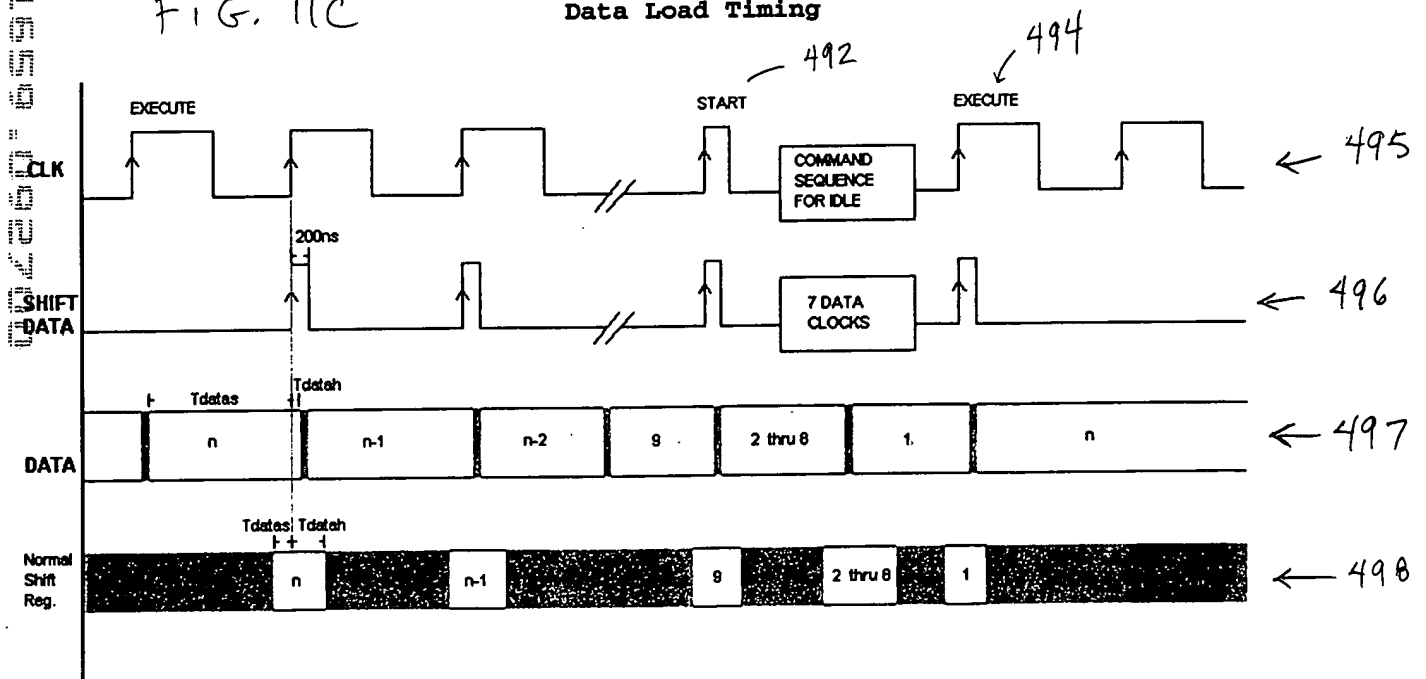 FIG. 11C
Data Load Timing
492
494
EXECUTE
START
EXECUTE
CLK
COMMAND
SEQUENCE
FOR IDLE
495
200ns
SHIFT
DATA
7 DATA
CLOCKS
496
Tdatas
Tdatah
DATA
n
n-1
n-2
9
2 thru 8
1.
n
497
Tdatas
Tdatah
Normal
Shift
Reg.
n
n-1
9
2 thru 8
1
498